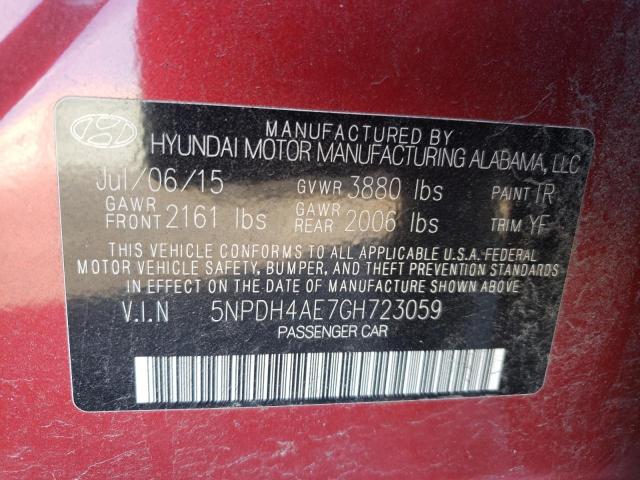 MANUFACTURED BY
HYUNDAI MOTOR MANUFACTURING ALABAMA, LLC
Jul/06/15 GVWR 3880 lbs PAINT 1R
GAWR FRONT 2161 lbs GAWR REAR 2006 lbs TRIM YF
THIS VEHICLE CONFORMS TO ALL APPLICABLE U.S.A. FEDERAL
MOTOR VEHICLE SAFETY, BUMPER, AND THEFT PREVENTION STANDARDS
IN EFFECT ON THE DATE OF MANUFACTURE SHOWN ABOVE.
V.I.N 5NPDH4AE7GH723059
PASSENGER CAR